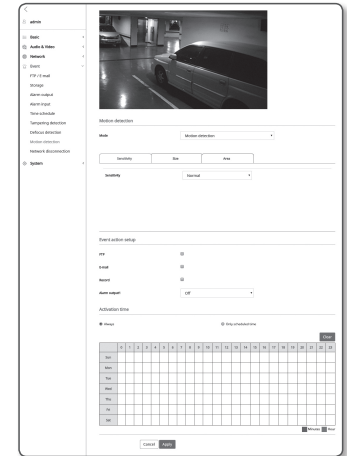 admin
Basic
Audio & Video
Network
Event
FTP / E-mail
Storage
Alarm output
Alarm input
Time schedule
Tampering detection
Defocus detection
Motion detection
Network disconnection
System
Motion detection
Mode Motion detection
Sensitivity Size Area
Sensitivity Normal
Event action setup
FTP
E-mail
Record
Alarm output1 Off
Activation time
Always Only scheduled time
Clear
0 1 2 3 4 5 6 7 8 9 10 11 12 13 14 15 16 17 18 19 20 21 22 23
Sun
Mon
Tue
Wed
Thu
Fri
Sat
Minutes Hour
Cancel Apply